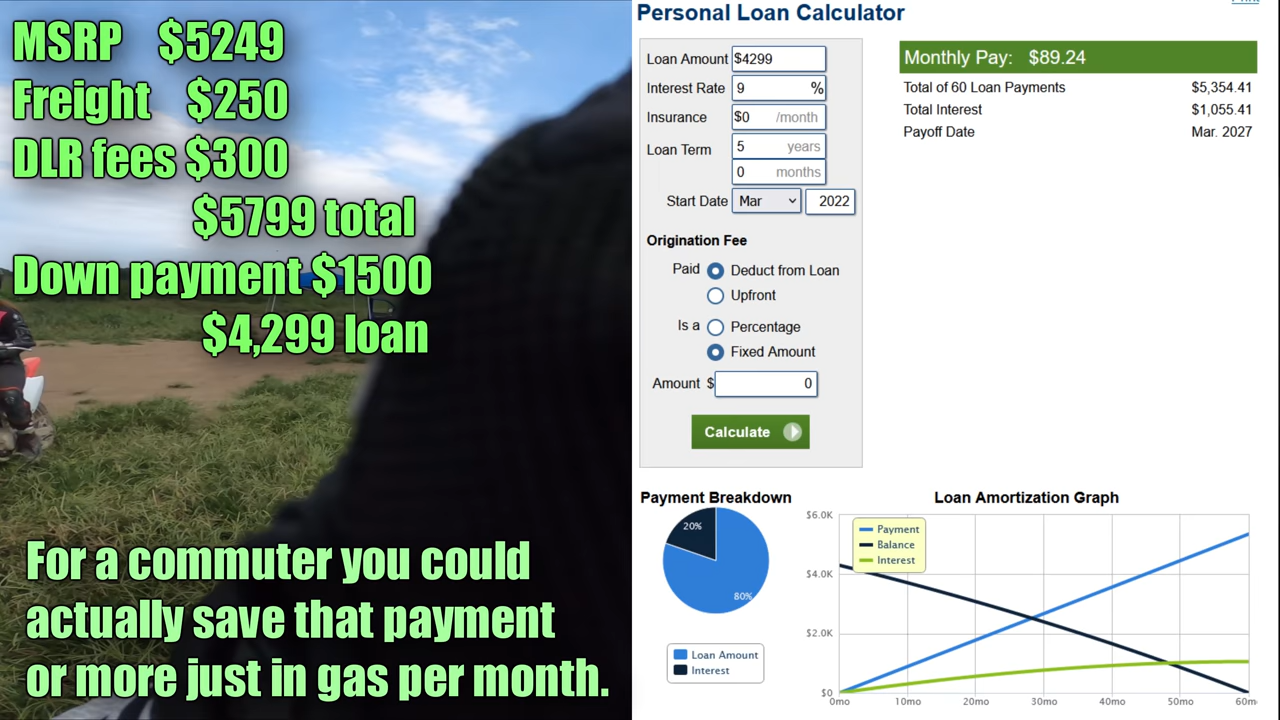 MSRP $5249
Freight $250
DLR fees $300
$5799 total
Down payment $1500
$4,299 loan
For a commuter you could
actually save that payment
or more just in gas per month.
Personal Loan Calculator
Loan Amount $4299
Interest Rate 9 %
Insurance $0 /month
Loan Term 5 years
0 months
Start Date Mar 2022
Origination Fee
Paid Deduct from Loan
Upfront
Is a Percentage
Fixed Amount
Amount $ 0
Calculate
Monthly Pay: $89.24
Total of 60 Loan Payments $5,354.41
Total Interest $1,055.41
Payoff Date Mar. 2027
Payment Breakdown
20%
80%
Loan Amount
Interest
Loan Amortization Graph
Payment
Balance
Interest
$6.0K
$4.0K
$2.0K
$0
0mo 10mo 20mo 30mo 40mo 50mo 60m